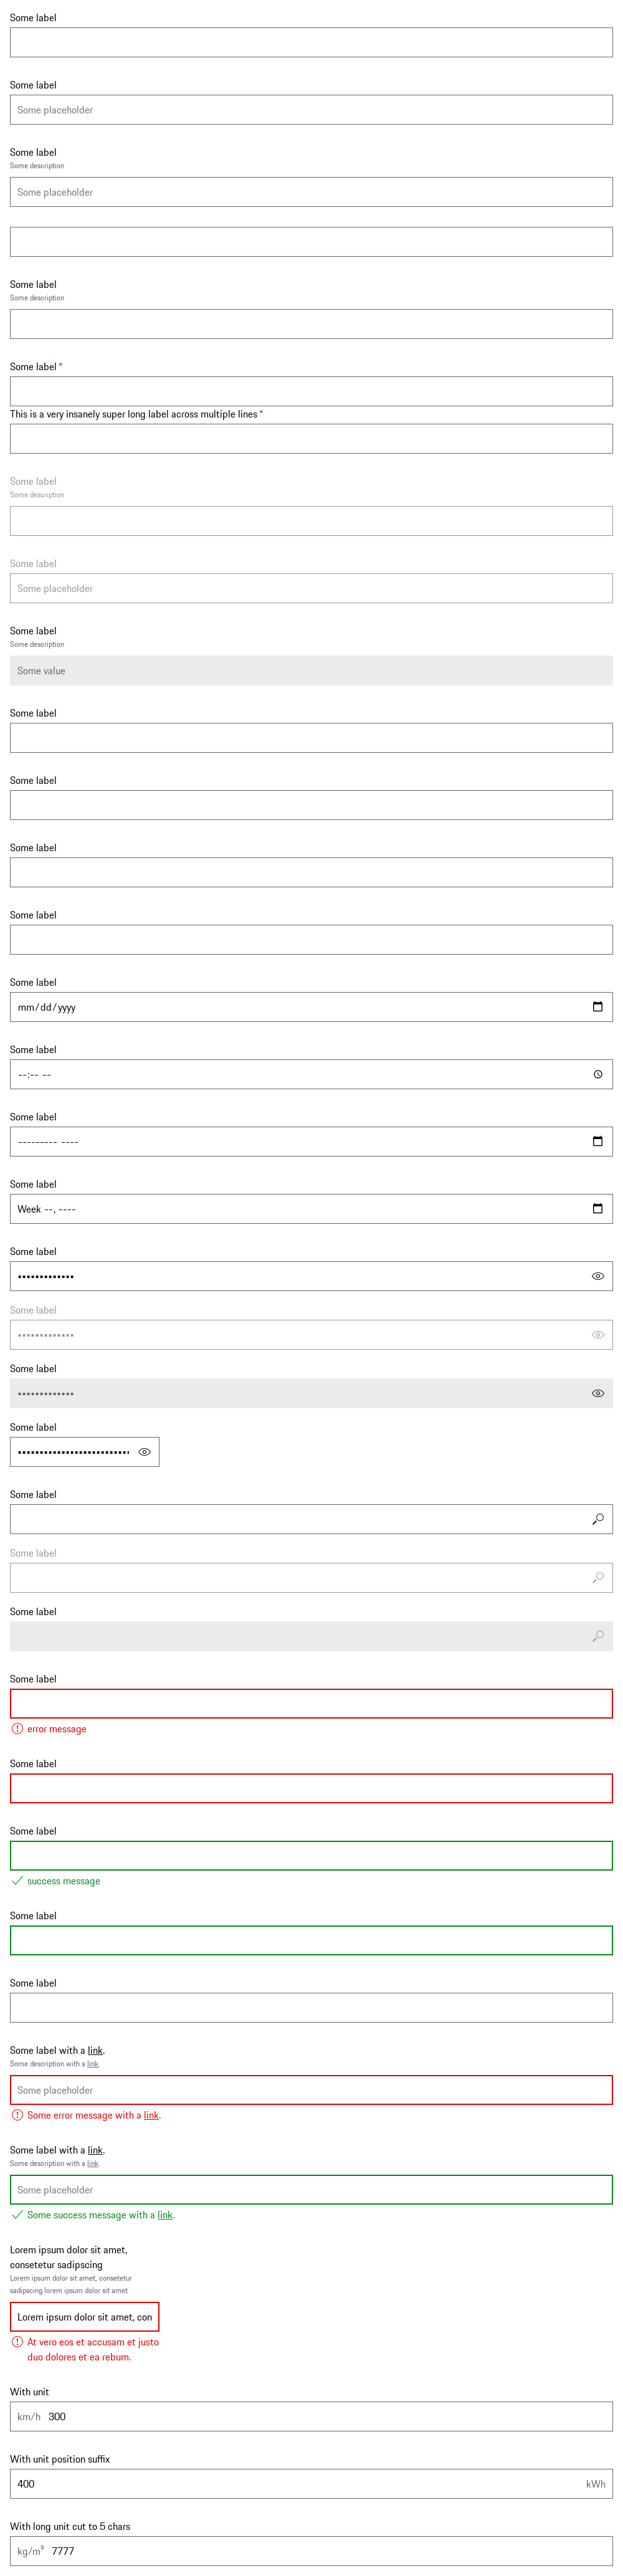 Some label
Some label
Some placeholder
Some label
Some description
Some placeholder
Some label
Some description
Some label *
This is a very insanely super long label across multiple lines *
Some label
Some description
Some label
Some placeholder
Some label
Some description
Some value
Some label
Some label
Some label
Some label
Some label
mm/dd/yyyy
Some label
--:-- --
Some label
--------- ----
Some label
Week --, ----
Some label
•••••••••••••
Some label
•••••••••••••
Some label
•••••••••••••
Some label
••••••••••••••••••••••••••
Some label
Some label
Some label
Some label
error message
Some label
Some label
success message
Some label
Some label
Some label with a link.
Some description with a link.
Some placeholder
Some error message with a link.
Some label with a link.
Some description with a link.
Some placeholder
Some success message with a link.
Lorem ipsum dolor sit amet,
consetetur sadipscing
Lorem ipsum dolor sit amet, consetetur
sadipscing lorem ipsum dolor sit amet
Lorem ipsum dolor sit amet, con
At vero eos et accusam et justo
duo dolores et ea rebum.
With unit
km/h 300
With unit position suffix
400 kWh
With long unit cut to 5 chars
kg/m³ 7777